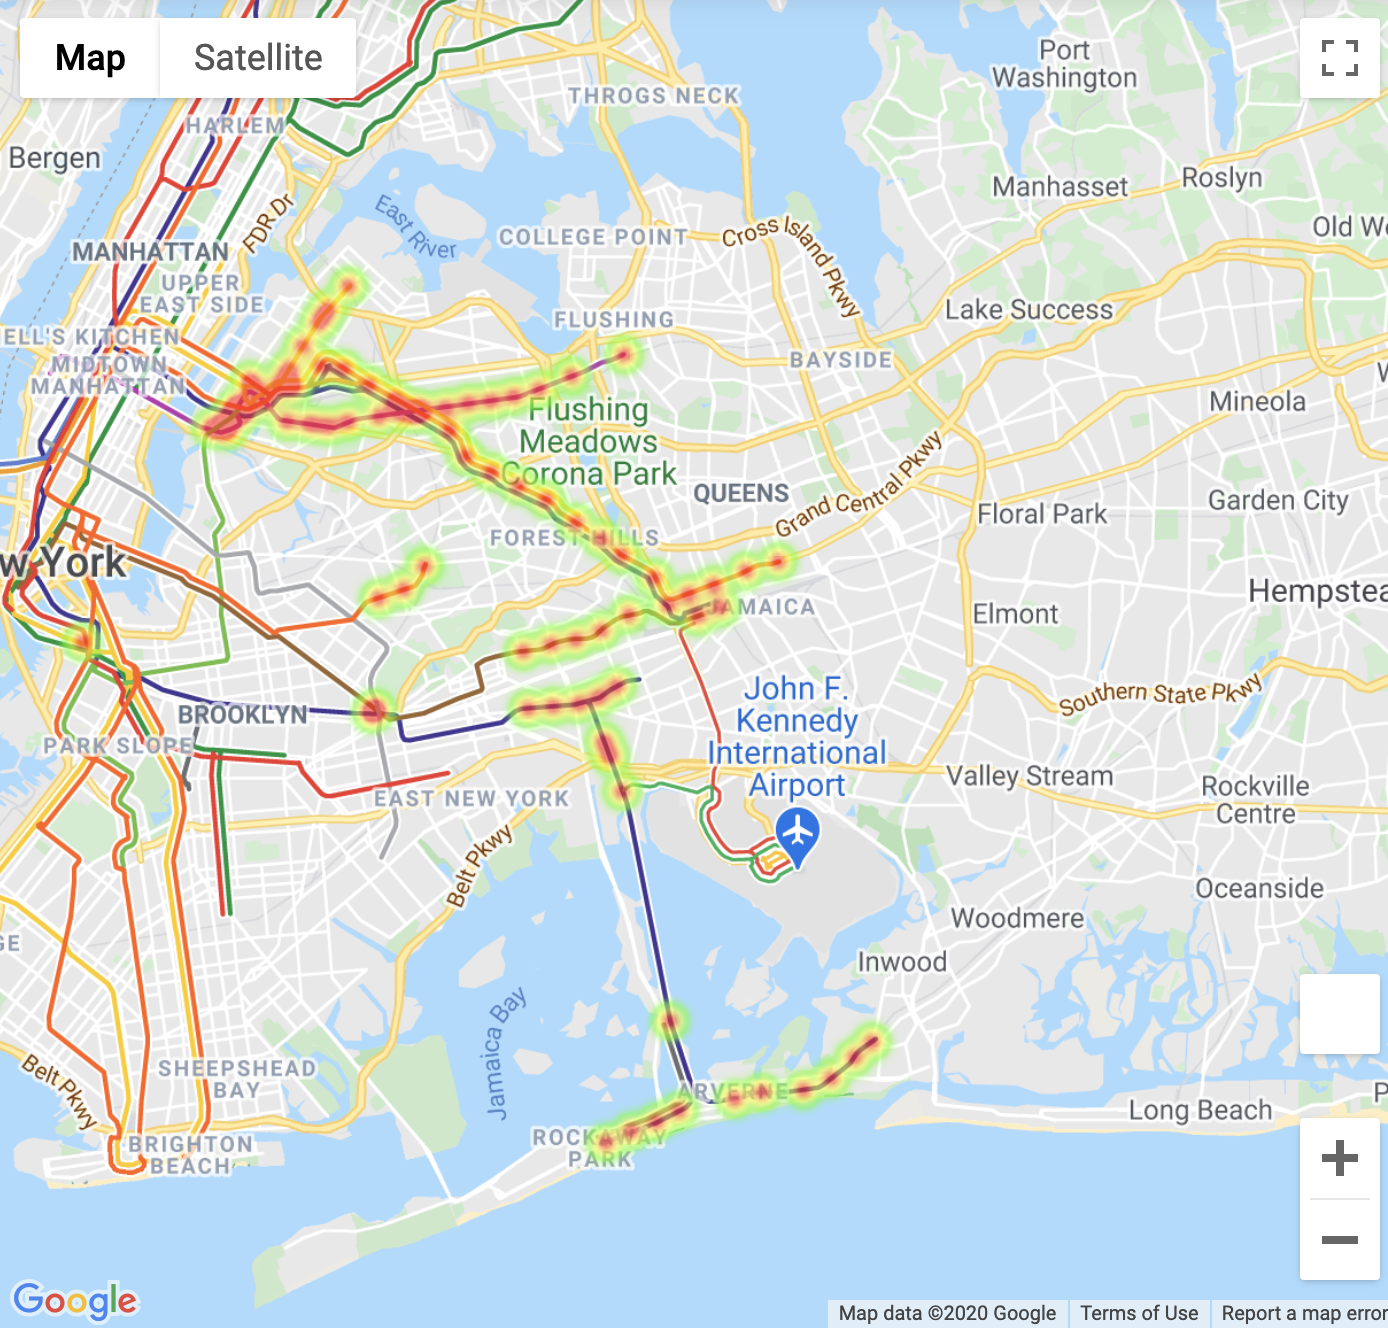 Map
Satellite
Port
Washington
THROGS NECK
HARLEM
Bergen
Manhasset
Roslyn
FDR Dr
East River
MANHATTAN
COLLEGE POINT
Cross Island Pkwy
Old We
UPPER
EAST SIDE
Lake Success
ELL'S KITCHEN
FLUSHING
MIDTOWN
MANHATTAN
BAYSIDE
W
Mineola
Flushing
Meadows
Corona Park
QUEENS
Grand Central Pkwy
Garden City
Floral Park
FOREST HILLS
w York
Hempstea
JAMAICA
Elmont
John F.
Kennedy
International
Airport
Southern State Pkwy
BROOKLYN
PARK SLOPE
Valley Stream
Rockville
Centre
EAST NEW YORK
Belt Pkwy
Oceanside
Woodmere
GE
Inwood
Jamaica Bay
SHEEPSHEAD
BAY
Belt Pkwy
ARVERNE
P
Long Beach
ROCKAWAY
PARK
BRIGHTON
BEACH
Google
Map data ©2020 Google
Terms of Use
Report a map error